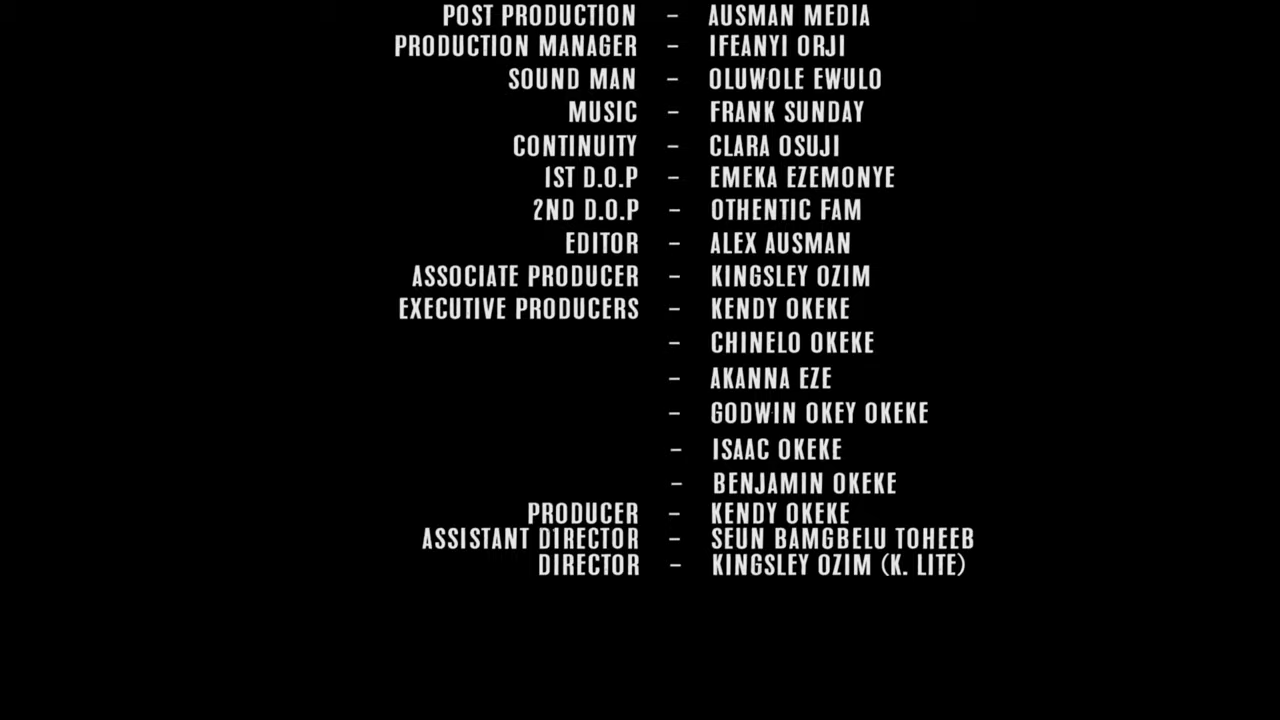 POST PRODUCTION - AUSMAN MEDIA
PRODUCTION MANAGER - IFEANYI ORJI
SOUND MAN - OLUWOLE EWULO
MUSIC - FRANK SUNDAY
CONTINUITY - CLARA OSUJI
1ST D.O.P - EMEKA EZEMONYE
2ND D.O.P - OTHENTIC FAM
EDITOR - ALEX AUSMAN
ASSOCIATE PRODUCER - KINGSLEY OZIM
EXECUTIVE PRODUCERS - KENDY OKEKE
- CHINELO OKEKE
- AKANNA EZE
- GODWIN OKEY OKEKE
- ISAAC OKEKE
- BENJAMIN OKEKE
PRODUCER - KENDY OKEKE
ASSISTANT D1RECTOR - SEUN BAMGBELU TOHEEB
DIRECTOR - KINGSLEY OZIM (K. LITE)